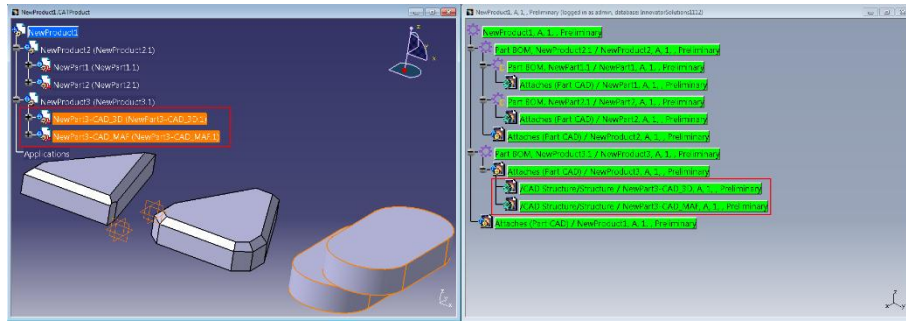 NewProduct1.CATProduct
NewProduct1
NewProduct2 (NewProduct2.1)
NewPart1 (NewPart1.1)
NewPart2 (NewPart2.1)
NewProduct3 (NewProduct3.1)
NewPart3-CAD_3D (NewPart3-CAD_3D.1)
NewPart3-CAD_MAF (NewPart3-CAD_MAF.1)
Applications
x
z
NewProduct1, A, 1, , Preliminary (logged in as admin, database: InnovatorSolutions1112)
NewProduct1, A, 1, , Preliminary
Part BOM, NewProduct2.1 / NewProduct2, A, 1, , Preliminary
Part BOM, NewPart1.1 / NewPart1, A, 1, , Preliminary
Attaches (Part CAD) / NewPart1, A, 1, , Preliminary
Part BOM, NewPart2.1 / NewPart2, A, 1, , Preliminary
Attaches (Part CAD) / NewPart2, A, 1, , Preliminary
Attaches (Part CAD) / NewProduct2, A, 1, , Preliminary
Part BOM, NewProduct3.1 / NewProduct3, A, 1, , Preliminary
Attaches (Part CAD) / NewProduct3, A, 1, , Preliminary
/CAD Structure/Structure / NewPart3-CAD_3D, A, 1, , Preliminary
/CAD Structure/Structure / NewPart3-CAD_MAF, A, 1, , Preliminary
Attaches (Part CAD) / NewProduct1, A, 1, , Preliminary
z
x
y